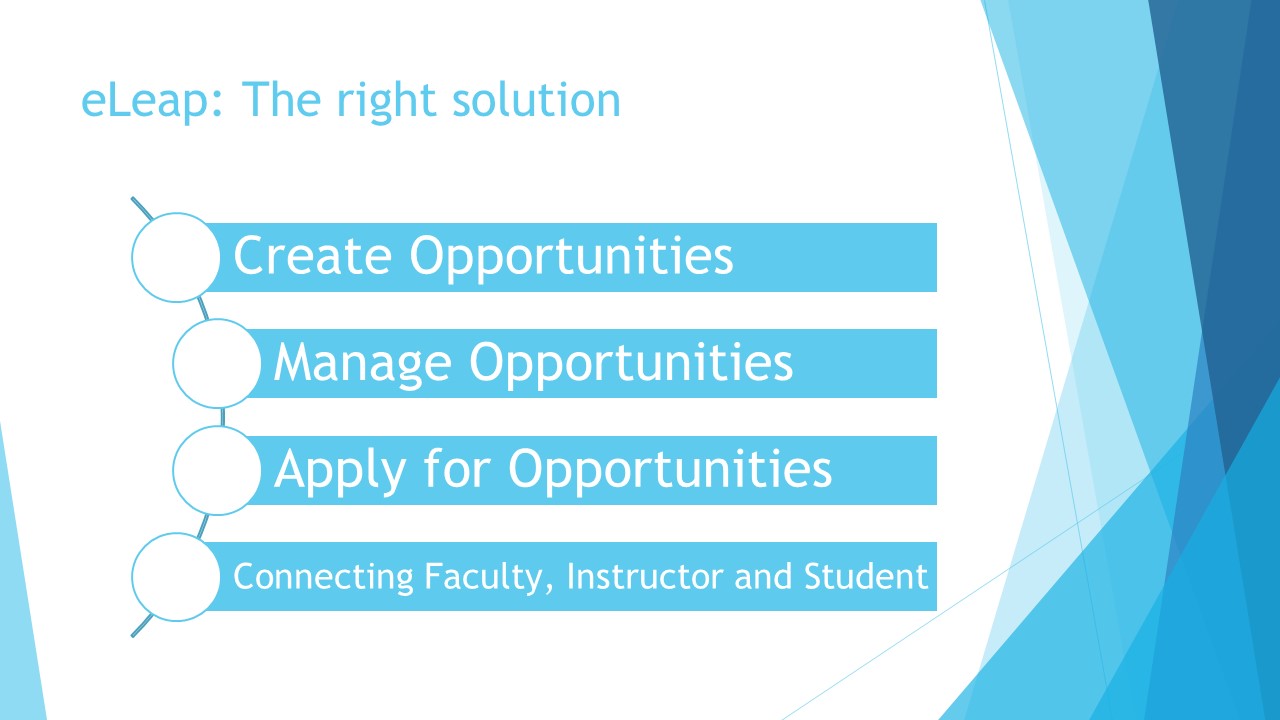 eLeap: The right solution
Create Opportunities
Manage Opportunities
Apply for Opportunities
Connecting Faculty, Instructor and Student